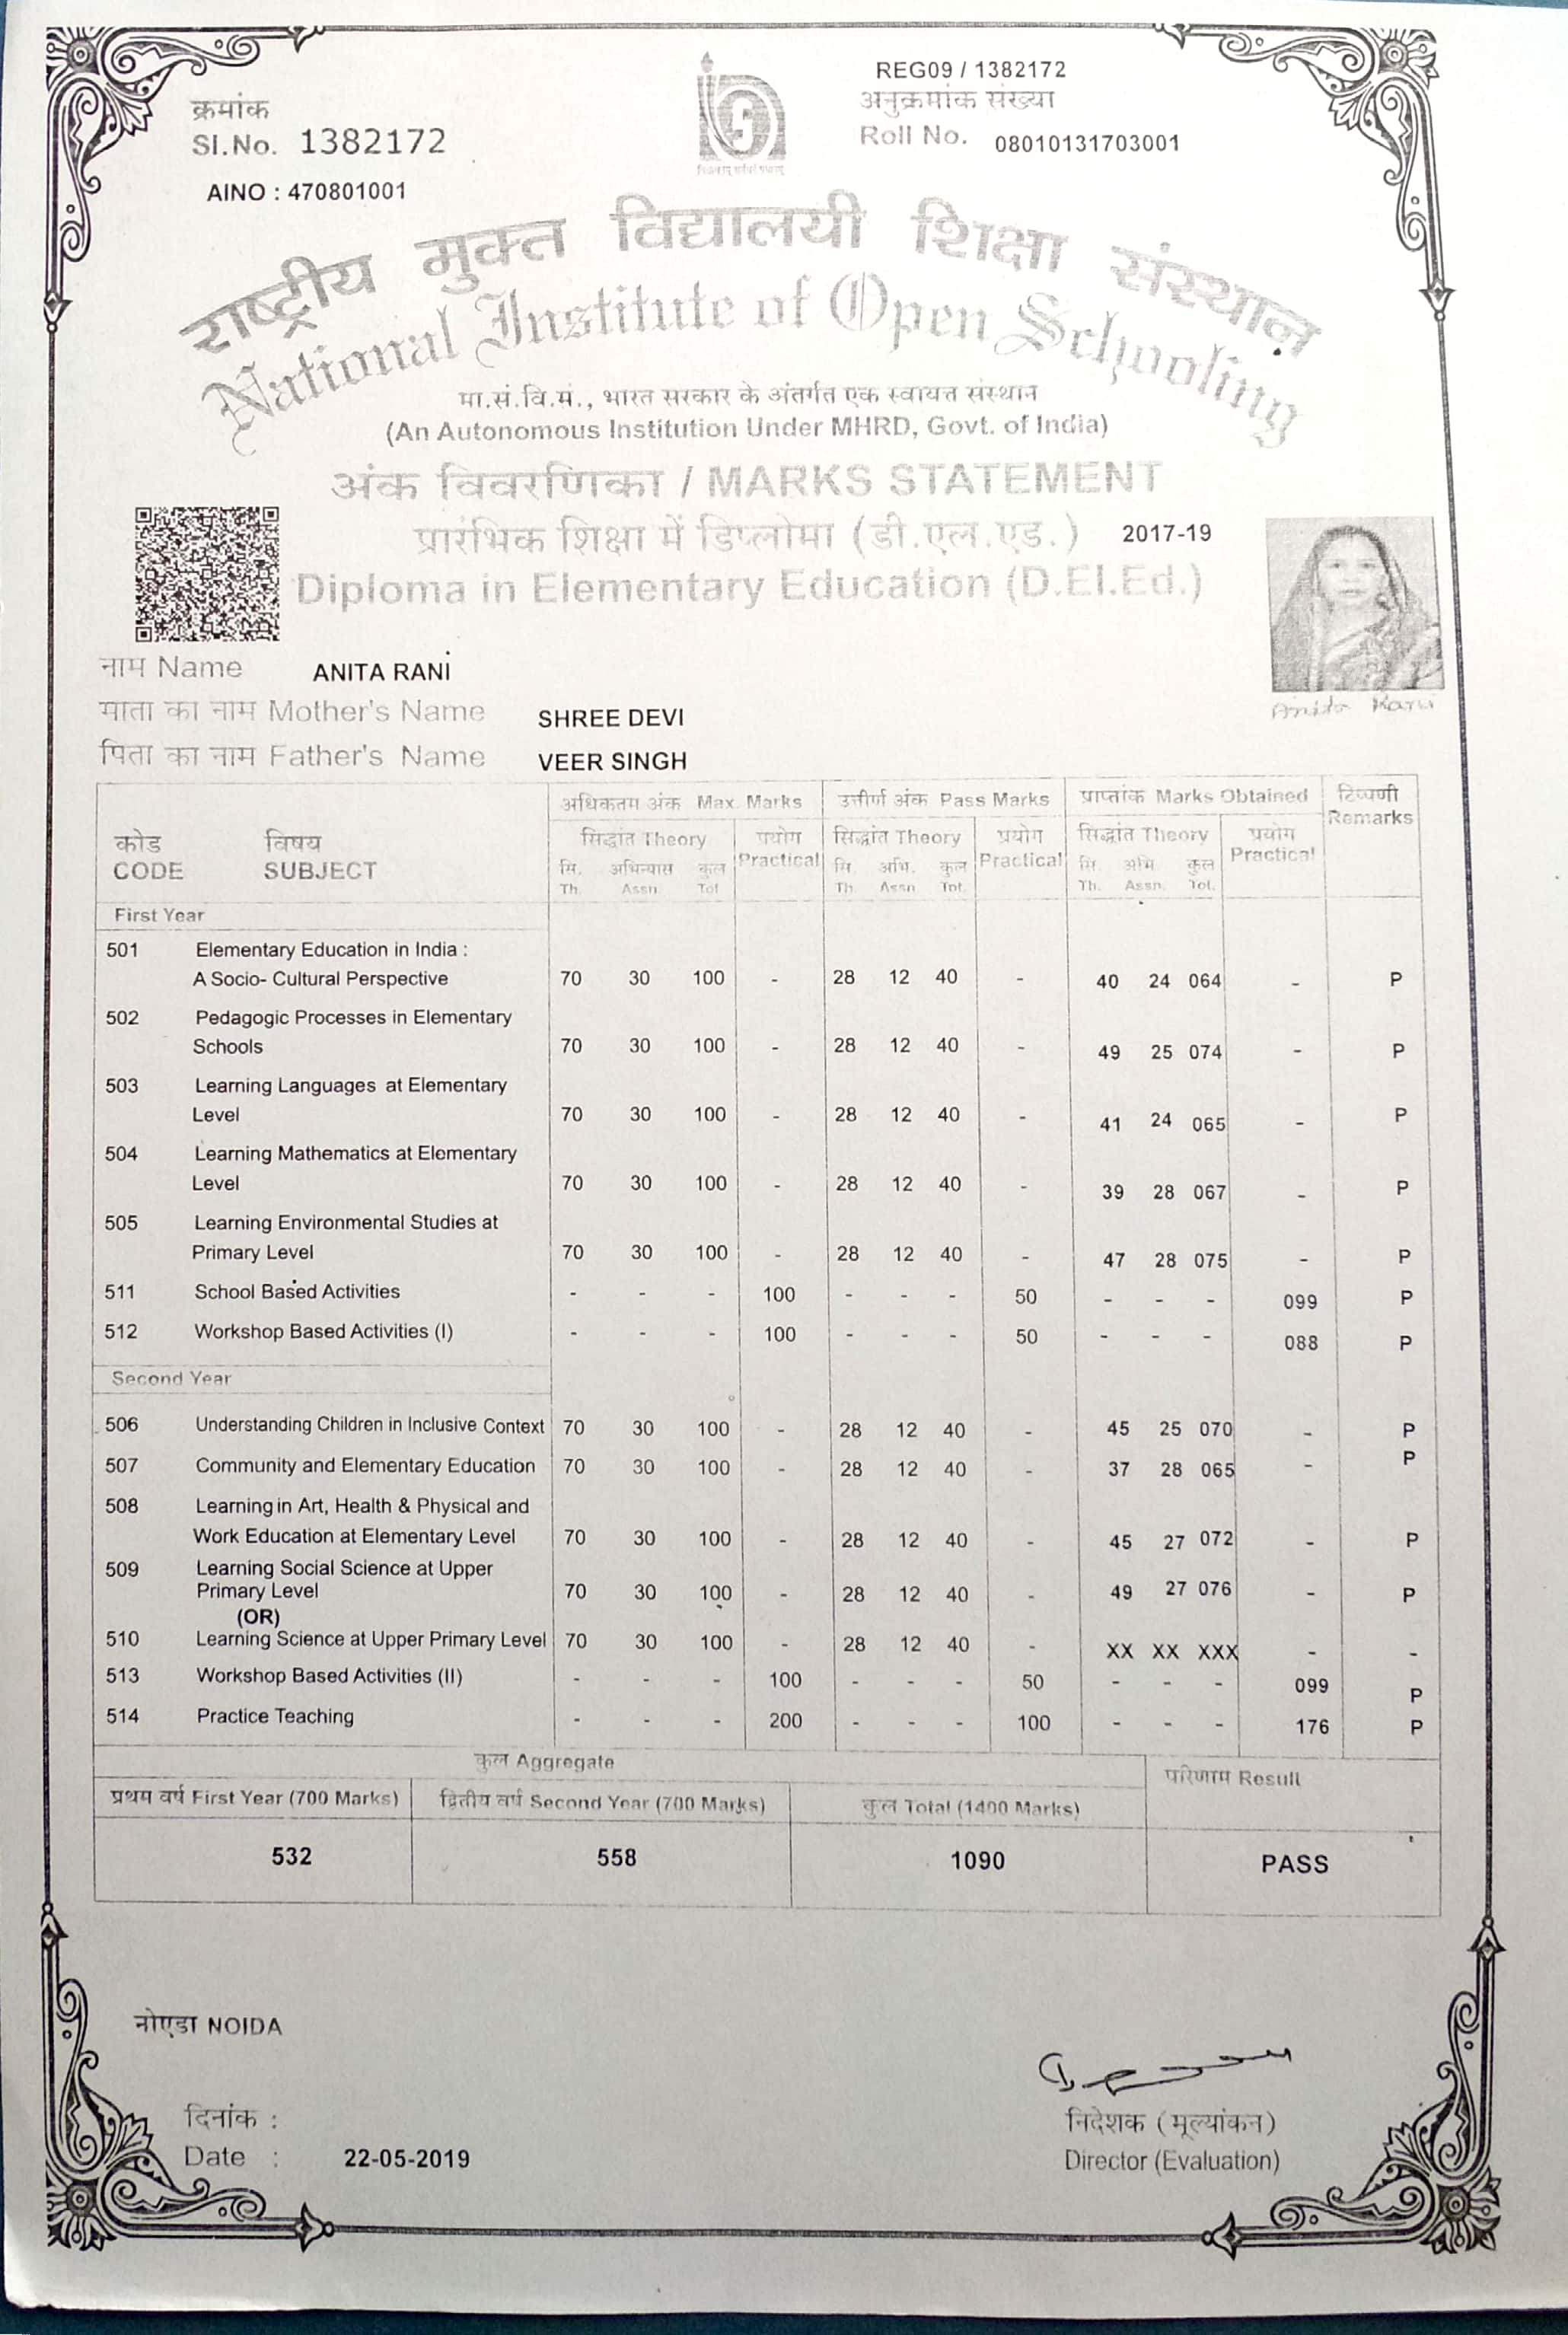 REG09 / 1382172
क्रमांक
अनुक्रमांक संख्या
Sl.No. 1382172
Roll No. 08010131703001
AINO : 470801001
राष्ट्रीय मुक्त विद्यालयी शिक्षा संस्थान
National Institute of Open Schooling
मा.सं.वि.मं., भारत सरकार के अंतर्गत एक स्वायत्त संस्थान
(An Autonomous Institution Under MHRD, Govt. of India)
अंक विवरणिका / MARKS STATEMENT
प्रारंभिक शिक्षा में डिप्लोमा (डी.एल.एड.) 2017-19
Diploma in Elementary Education (D.El.Ed.)
नाम Name ANITA RANI
Anita Rani
माता का नाम Mother's Name SHREE DEVI
पिता का नाम Father's Name VEER SINGH
अधिकतम अंक Max. Marks उत्तीर्ण अंक Pass Marks प्राप्तांक Marks Obtained टिप्पणी Remarks
कोड विषय सिद्धांत Theory प्रयोग Practical सिद्धांत Theory प्रयोग Practical सिद्धांत Theory प्रयोग Practical
CODE SUBJECT सि. अभिन्यास कुल सि. अभि. कुल सि. अभि कुल
Th. Assn. Tot Th. Assn Tot. Th. Assn. Tot.
First Year
501 Elementary Education in India :
A Socio- Cultural Perspective 70 30 100 - 28 12 40 - 40 24 064 - P
502 Pedagogic Processes in Elementary
Schools 70 30 100 - 28 12 40 - 49 25 074 - P
503 Learning Languages at Elementary
Level 70 30 100 - 28 12 40 - 41 24 065 - P
504 Learning Mathematics at Elementary
Level 70 30 100 - 28 12 40 - 39 28 067 - P
505 Learning Environmental Studies at
Primary Level 70 30 100 - 28 12 40 - 47 28 075 - P
511 School Based Activities - - - 100 - - - 50 - - - 099 P
512 Workshop Based Activities (I) - - - 100 - - - 50 - - - 088 P
Second Year
506 Understanding Children in Inclusive Context 70 30 100 - 28 12 40 - 45 25 070 - P
507 Community and Elementary Education 70 30 100 - 28 12 40 - 37 28 065 - P
508 Learning in Art, Health & Physical and
Work Education at Elementary Level 70 30 100 - 28 12 40 - 45 27 072 - P
509 Learning Social Science at Upper
Primary Level 70 30 100 - 28 12 40 - 49 27 076 - P
(OR)
510 Learning Science at Upper Primary Level 70 30 100 - 28 12 40 - XX XX XXX - -
513 Workshop Based Activities (II) - - - 100 - - - 50 - - - 099 P
514 Practice Teaching - - - 200 - - - 100 - - - 176 P
कुल Aggregate
परिणाम Result
प्रथम वर्ष First Year (700 Marks) द्वितीय वर्ष Second Year (700 Marks) कुल Total (1400 Marks)
532 558 1090 PASS
नोएडा NOIDA
दिनांक :
निदेशक (मूल्यांकन)
Date : 22-05-2019
Director (Evaluation)